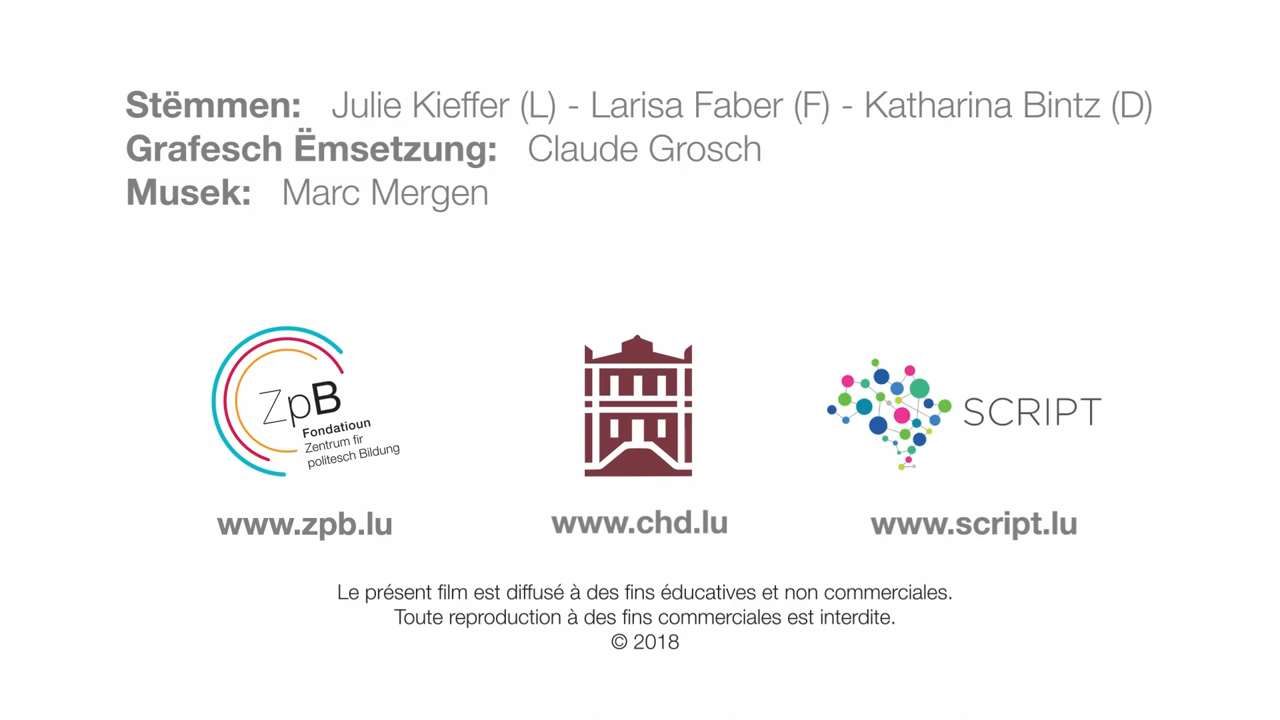 Stëmmen: Julie Kieffer (L) - Larisa Faber (F) - Katharina Bintz (D)
Grafesch Ëmsetzung: Claude Grosch
Musek: Marc Mergen
ZpB
Fondatioun
Zentrum fir
politesch Bildung
SCRIPT
www.zpb.lu
www.chd.lu
www.script.lu
Le présent film est diffusé à des fins éducatives et non commerciales.
Toute reproduction à des fins commerciales est interdite.
© 2018